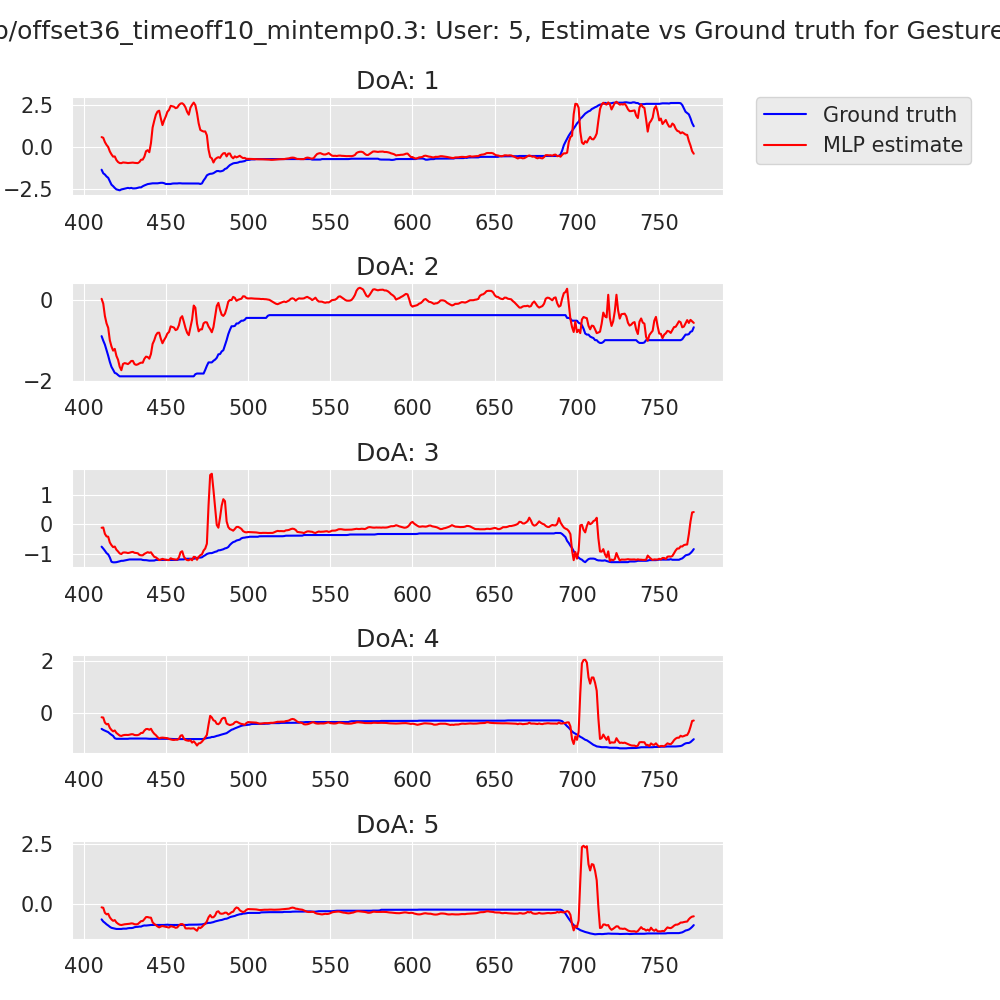 /offset36_timeoff10_mintemp0.3: User: 5, Estimate vs Ground truth for Gesture
DoA: 1
2.5
0.0
−2.5
400 450 500 550 600 650 700 750
Ground truth
MLP estimate
DoA: 2
0
−2
400 450 500 550 600 650 700 750
DoA: 3
1
0
−1
400 450 500 550 600 650 700 750
DoA: 4
2
0
400 450 500 550 600 650 700 750
DoA: 5
2.5
0.0
400 450 500 550 600 650 700 750